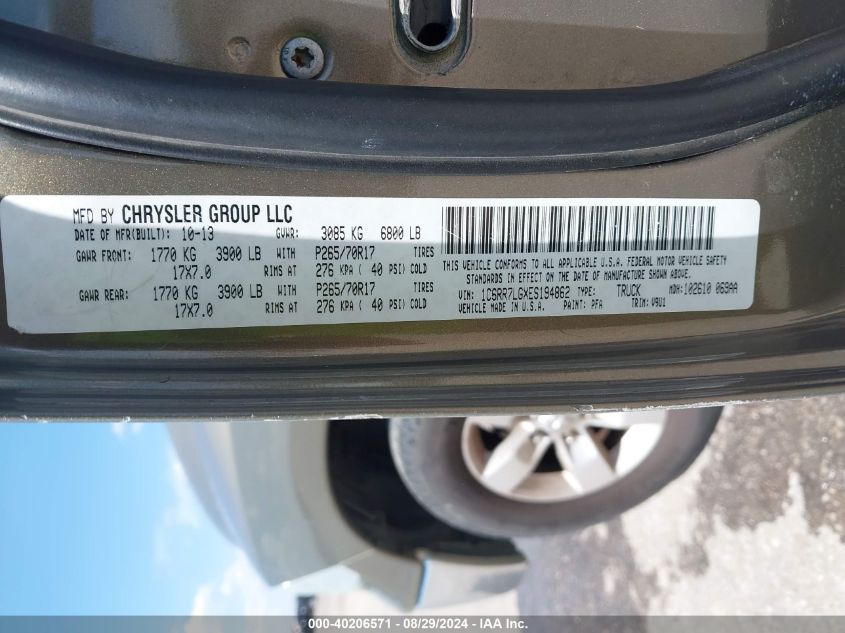 MFD BY CHRYSLER GROUP LLC
DATE OF MFR(BUILT): 10-13 GVWR: 3085 KG 6800 LB
GAWR FRONT: 1770 KG 3900 LB WITH P265/70R17 TIRES
17X7.0 RIMS AT 276 KPA ( 40 PSI) COLD
GAWR REAR: 1770 KG 3900 LB WITH P265/70R17 TIRES
17X7.0 RIMS AT 276 KPA ( 40 PSI) COLD
THIS VEHICLE CONFORMS TO ALL APPLICABLE U.S.A. FEDERAL MOTOR VEHICLE SAFETY
STANDARDS IN EFFECT ON THE DATE OF MANUFACTURE SHOWN ABOVE.
VIN: 1C6RR7LGXES194862 TYPE: TRUCK MDH: 102610 069AA
VEHICLE MADE IN U.S.A. PAINT: PFA TRIM: V9U1
000-40206571 - 08/29/2024 - IAA Inc.